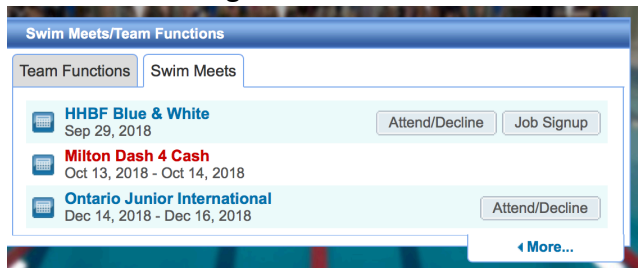 Swim Meets/Team Functions
Team Functions Swim Meets
HHBF Blue & White
Sep 29, 2018
Attend/Decline Job Signup
Milton Dash 4 Cash
Oct 13, 2018 - Oct 14, 2018
Ontario Junior International
Dec 14, 2018 - Dec 16, 2018
Attend/Decline
More...